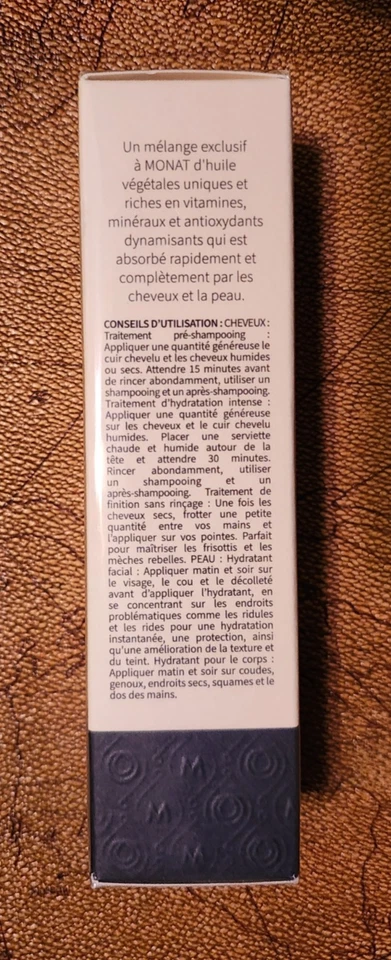 Un mélange exclusif
à MONAT d'huile
végétales uniques et
riches en vitamines,
minéraux et antioxydants
dynamisants qui est
absorbé rapidement et
complètement par les
cheveux et la peau.
CONSEILS D'UTILISATION : CHEVEUX :
Traitement pré-shampooing :
Appliquer une quantité généreuse le
cuir chevelu et les cheveux humides
ou secs. Attendre 15 minutes avant
de rincer abondamment, utiliser un
shampooing et un après-shampooing.
Traitement d'hydratation intense :
Appliquer une quantité généreuse
sur les cheveux et le cuir chevelu
humides. Placer une serviette
chaude et humide autour de la
tête et attendre 30 minutes.
Rincer abondamment, utiliser
un shampooing et un
après-shampooing. Traitement de
finition sans rinçage : Une fois les
cheveux secs, frotter une petite
quantité entre vos mains et
l'appliquer sur vos pointes. Parfait
pour maîtriser les frisottis et les
mèches rebelles. PEAU : Hydratant
facial : Appliquer matin et soir sur
le visage, le cou et le décolleté
avant d'appliquer l'hydratant, en
se concentrant sur les endroits
problématiques comme les ridules
et les rides pour une hydratation
instantanée, une protection, ainsi
qu'une amélioration de la texture et
du teint. Hydratant pour le corps :
Appliquer matin et soir sur coudes,
genoux, endroits secs, squames et le
dos des mains.
M
M M
M